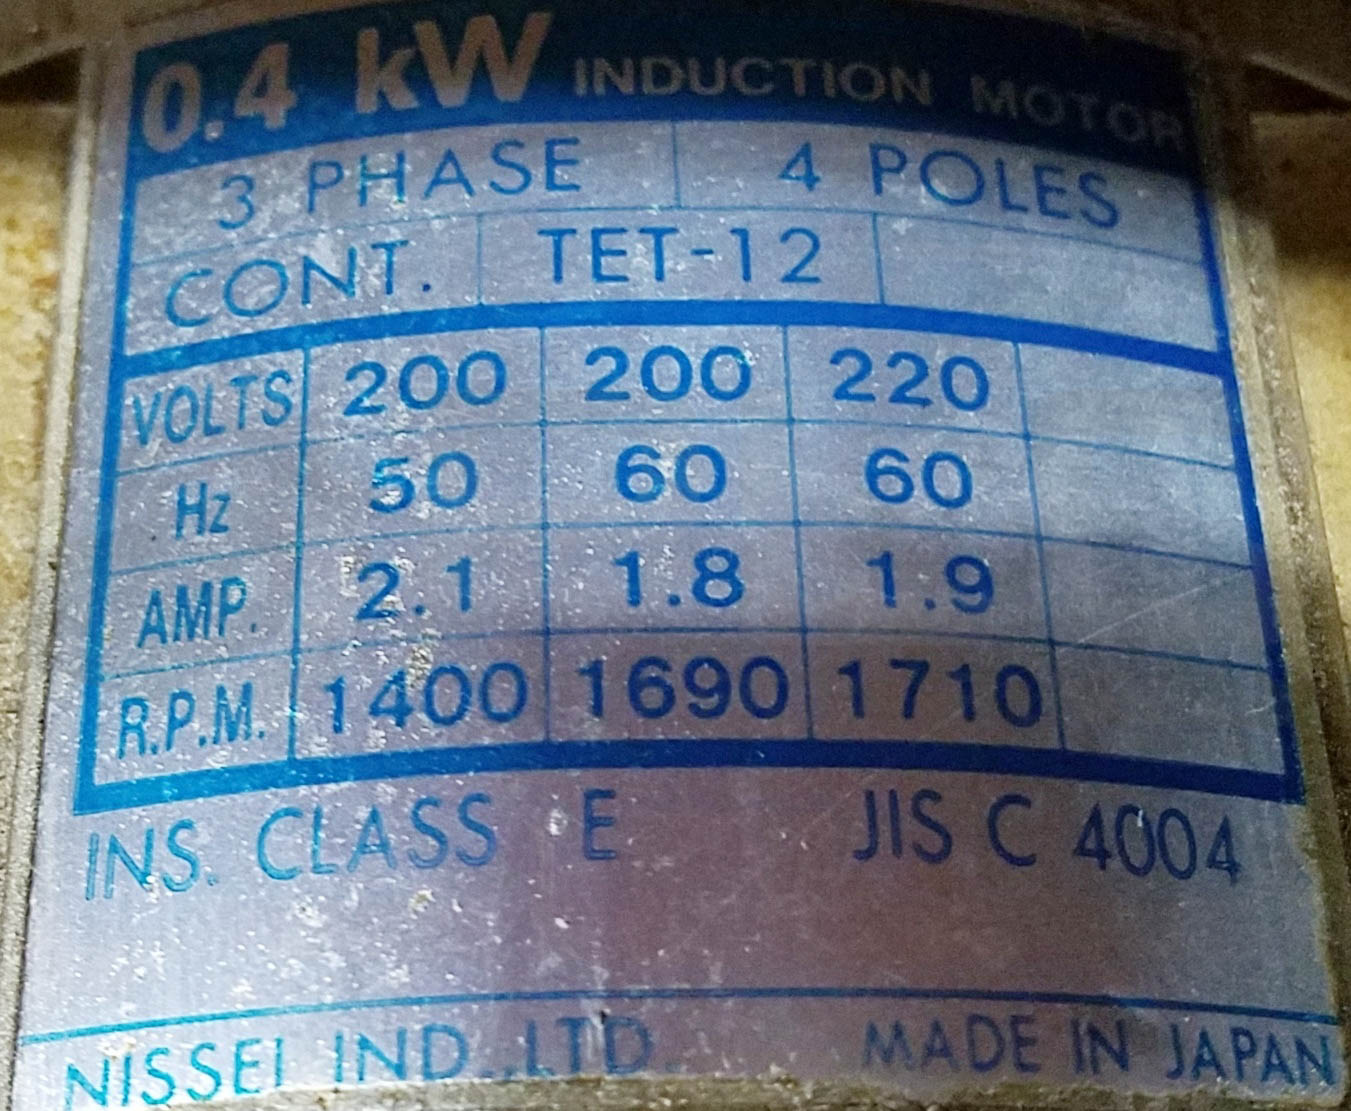 0.4 kW INDUCTION MOTOR
3 PHASE 4 POLES
CONT. TET-12
VOLTS 200 200 220
Hz 50 60 60
AMP. 2.1 1.8 1.9
R.P.M. 1400 1690 1710
INS. CLASS E JIS C 4004
NISSEI IND.,LTD. MADE IN JAPAN